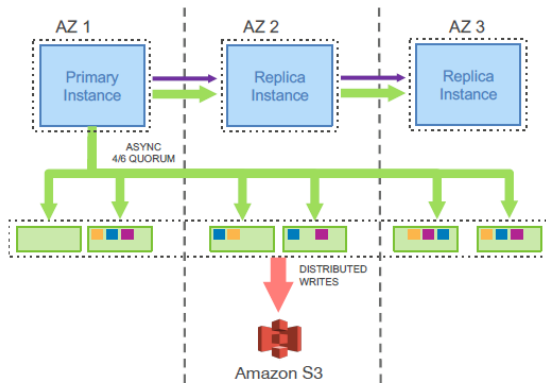 AZ 1
AZ 2
AZ 3
Primary
Instance
Replica
Instance
Replica
Instance
ASYNC
4/6 QUORUM
DISTRIBUTED
WRITES
Amazon S3